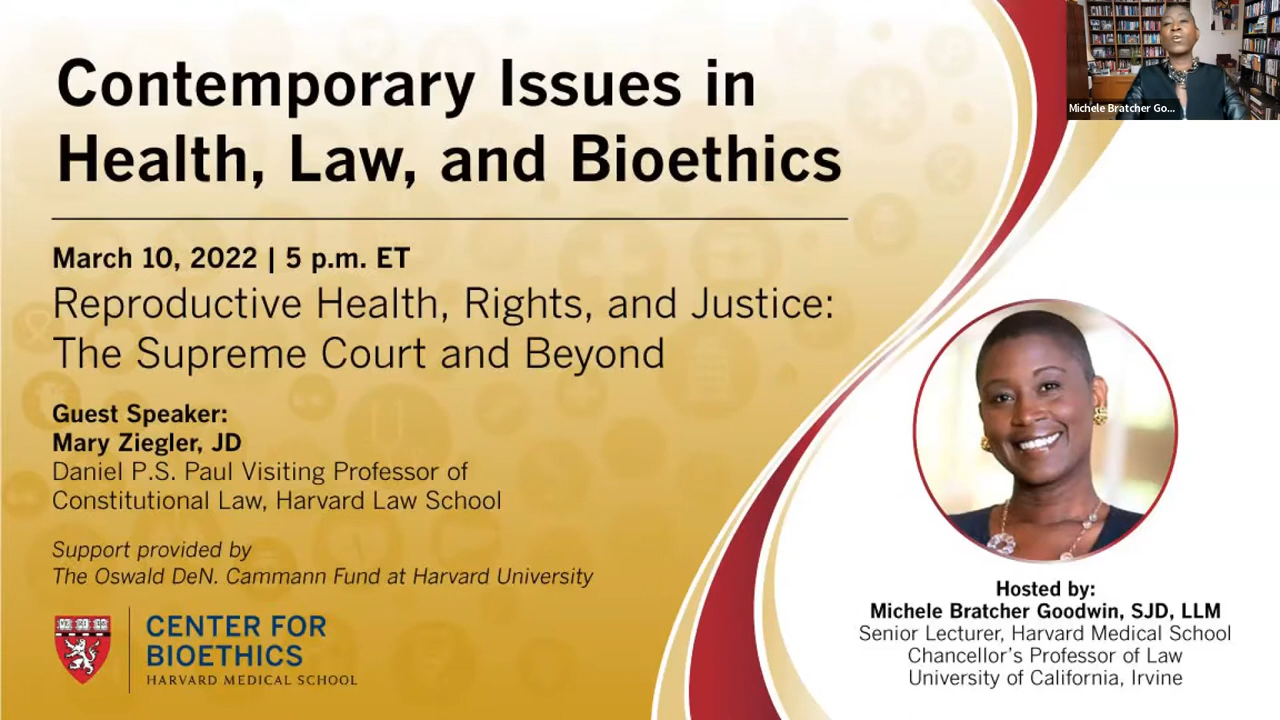 Contemporary Issues in
Health, Law, and Bioethics
March 10, 2022 | 5 p.m. ET
Reproductive Health, Rights, and Justice:
The Supreme Court and Beyond
Guest Speaker:
Mary Ziegler, JD
Daniel P.S. Paul Visiting Professor of
Constitutional Law, Harvard Law School
Support provided by
The Oswald DeN. Cammann Fund at Harvard University
CENTER FOR
BIOETHICS
HARVARD MEDICAL SCHOOL
Michele Bratcher Go...
Hosted by:
Michele Bratcher Goodwin, SJD, LLM
Senior Lecturer, Harvard Medical School
Chancellor's Professor of Law
University of California, Irvine